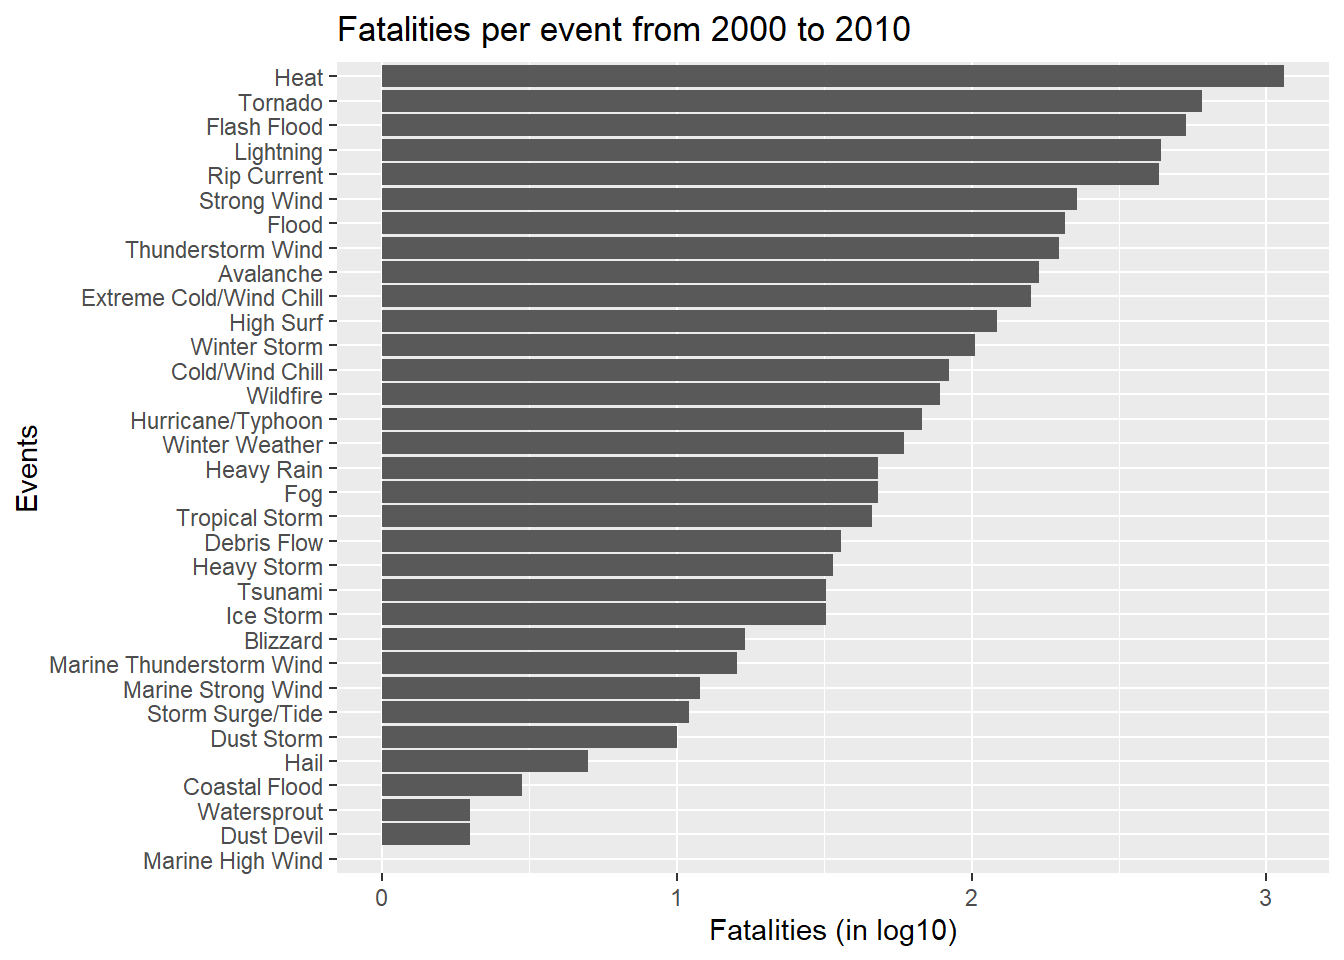 Fatalities per event from 2000 to 2010
Heat
Tornado
Flash Flood
Lightning
Rip Current
Strong Wind
Flood
Thunderstorm Wind
Avalanche
Extreme Cold/Wind Chill
High Surf
Winter Storm
Cold/Wind Chill
Wildfire
Hurricane/Typhoon
Winter Weather
Heavy Rain
Fog
Tropical Storm
Debris Flow
Heavy Storm
Tsunami
Ice Storm
Blizzard
Marine Thunderstorm Wind
Marine Strong Wind
Storm Surge/Tide
Dust Storm
Hail
Coastal Flood
Watersprout
Dust Devil
Marine High Wind
Events
0 1 2 3
Fatalities (in log10)